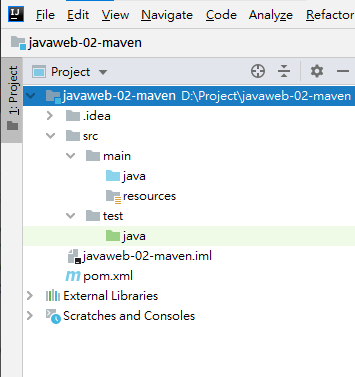 IJ File Edit View Navigate Code Analyze Refactor
javaweb-02-maven
1: Project
Project
javaweb-02-maven D:\Project\javaweb-02-maven
.idea
src
main
java
resources
test
java
javaweb-02-maven.iml
m pom.xml
External Libraries
Scratches and Consoles